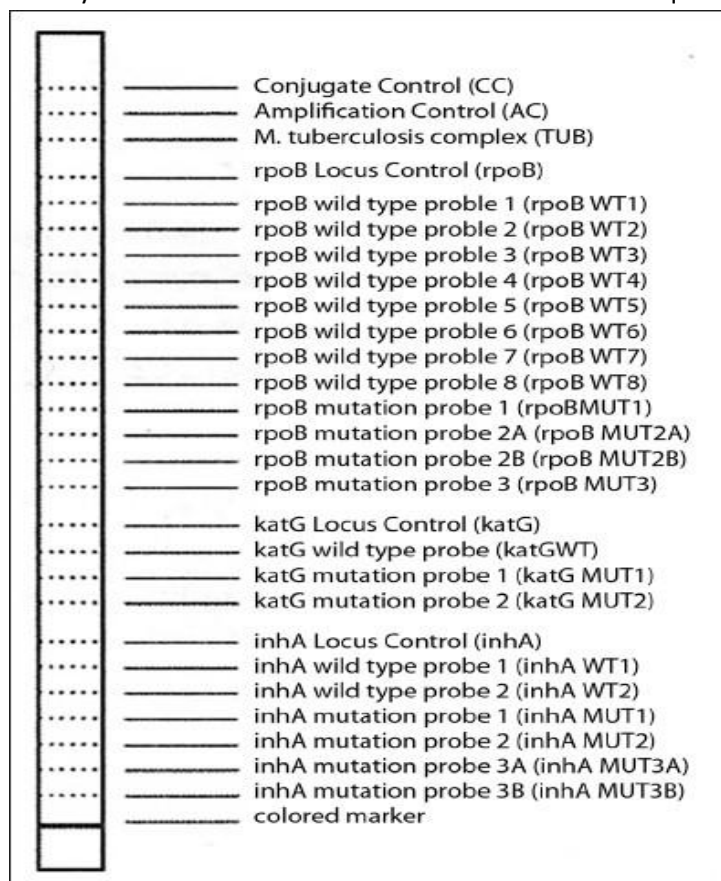 Conjugate Control (CC)
Amplification Control (AC)
M. tuberculosis complex (TUB)
rpoB Locus Control (rpoB)
rpoB wild type proble 1 (rpoB WT1)
rpoB wild type proble 2 (rpoB WT2)
rpoB wild type proble 3 (rpoB WT3)
rpoB wild type proble 4 (rpoB WT4)
rpoB wild type proble 5 (rpoB WT5)
rpoB wild type proble 6 (rpoB WT6)
rpoB wild type proble 7 (rpoB WT7)
rpoB wild type proble 8 (rpoB WT8)
rpoB mutation probe 1 (rpoBMUT1)
rpoB mutation probe 2A (rpoB MUT2A)
rpoB mutation probe 2B (rpoB MUT2B)
rpoB mutation probe 3 (rpoB MUT3)
katG Locus Control (katG)
katG wild type probe (katGWT)
katG mutation probe 1 (katG MUT1)
katG mutation probe 2 (katG MUT2)
inhA Locus Control (inhA)
inhA wild type probe 1 (inhA WT1)
inhA wild type probe 2 (inhA WT2)
inhA mutation probe 1 (inhA MUT1)
inhA mutation probe 2 (inhA MUT2)
inhA mutation probe 3A (inhA MUT3A)
inhA mutation probe 3B (inhA MUT3B)
colored marker